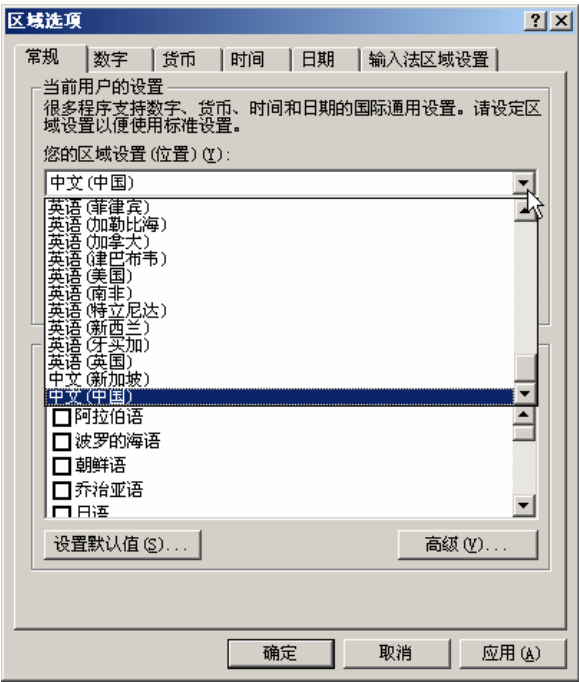 区域选项
常规 数字 货币 时间 日期 输入法区域设置
当前用户的设置
很多程序支持数字、货币、时间和日期的国际通用设置。请设定区
域设置以便使用标准设置。
您的区域设置(位置)(Y):
中文(中国)
英语(菲律宾)
英语(加勒比海)
英语(加拿大)
英语(津巴布韦)
英语(美国)
英语(南非)
英语(特立尼达)
英语(新西兰)
英语(牙买加)
英语(英国)
中文(新加坡)
中文(中国)
阿拉伯语
波罗的海语
朝鲜语
乔治亚语
日语
设置默认值(S)... 高级(V)...
确定 取消 应用(A)